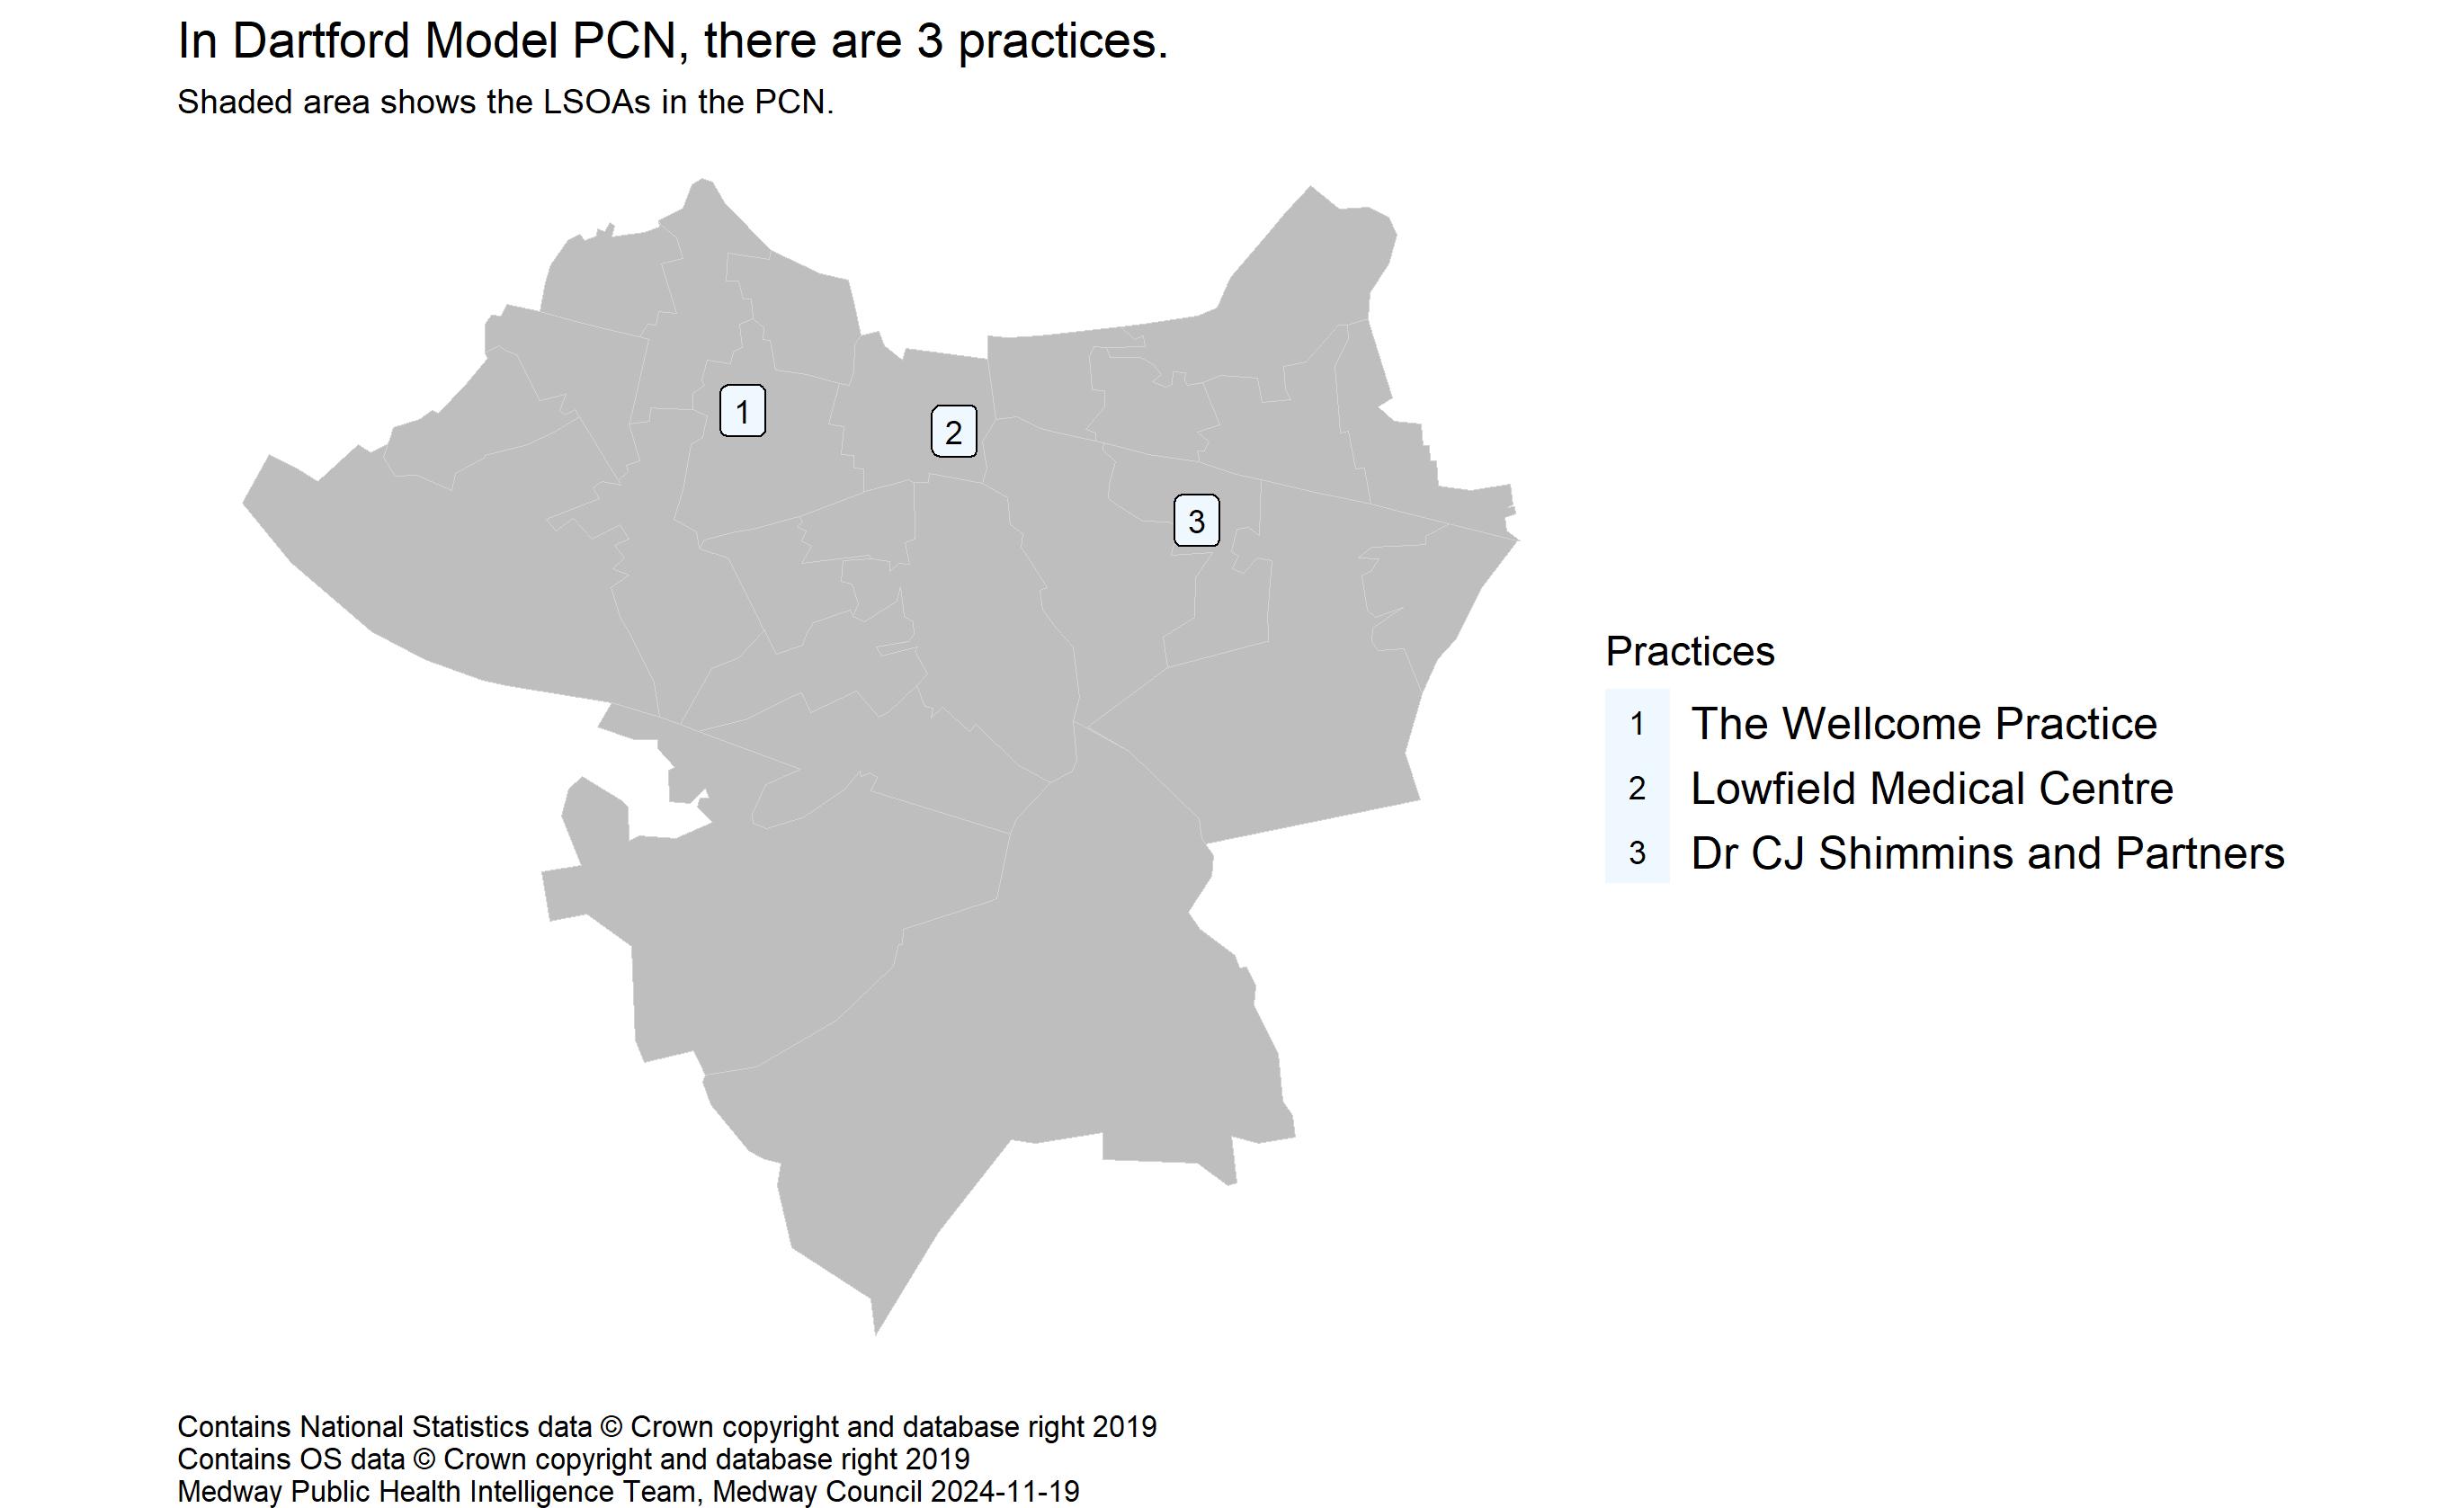 In Dartford Model PCN, there are 3 practices.
Shaded area shows the LSOAs in the PCN.
1
2
3
Practices
1 The Wellcome Practice
2 Lowfield Medical Centre
3 Dr CJ Shimmins and Partners
Contains National Statistics data © Crown copyright and database right 2019
Contains OS data © Crown copyright and database right 2019
Medway Public Health Intelligence Team, Medway Council 2024-11-19